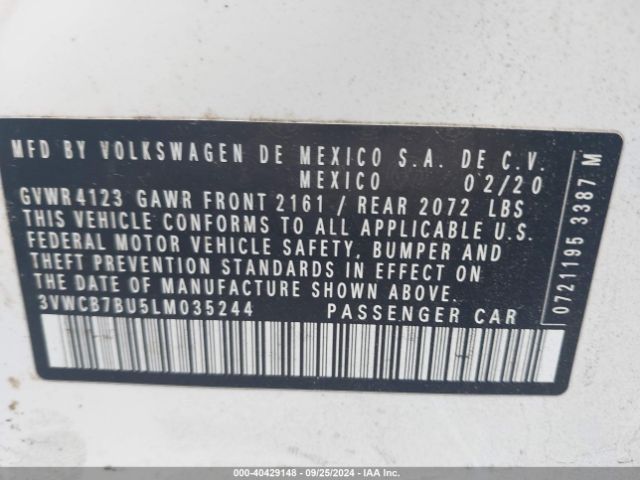 MFD BY VOLKSWAGEN DE MEXICO S.A. DE C.V.
MEXICO 02/20
GVWR 4123 GAWR FRONT 2161 / REAR 2072 LBS
THIS VEHICLE CONFORMS TO ALL APPLICABLE U.S.
FEDERAL MOTOR VEHICLE SAFETY, BUMPER AND
THEFT PREVENTION STANDARDS IN EFFECT ON
THE DATE OF MANUFACTURE SHOWN ABOVE.
3VWCB7BU5LM035244 PASSENGER CAR
0721195 3387 M
000-40429148 - 09/25/2024 - IAA Inc.